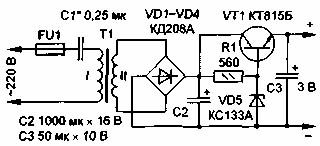 C1* 0,25 мк
VD1–VD4
КД208А
VT1 КТ815Б
FU1
T1
R1
+
~220 В
I
II
560
+
+
C3
3 В
C2
VD5
КС133А
C2 1000 мк × 16 В
C3 50 мк × 10 В
–